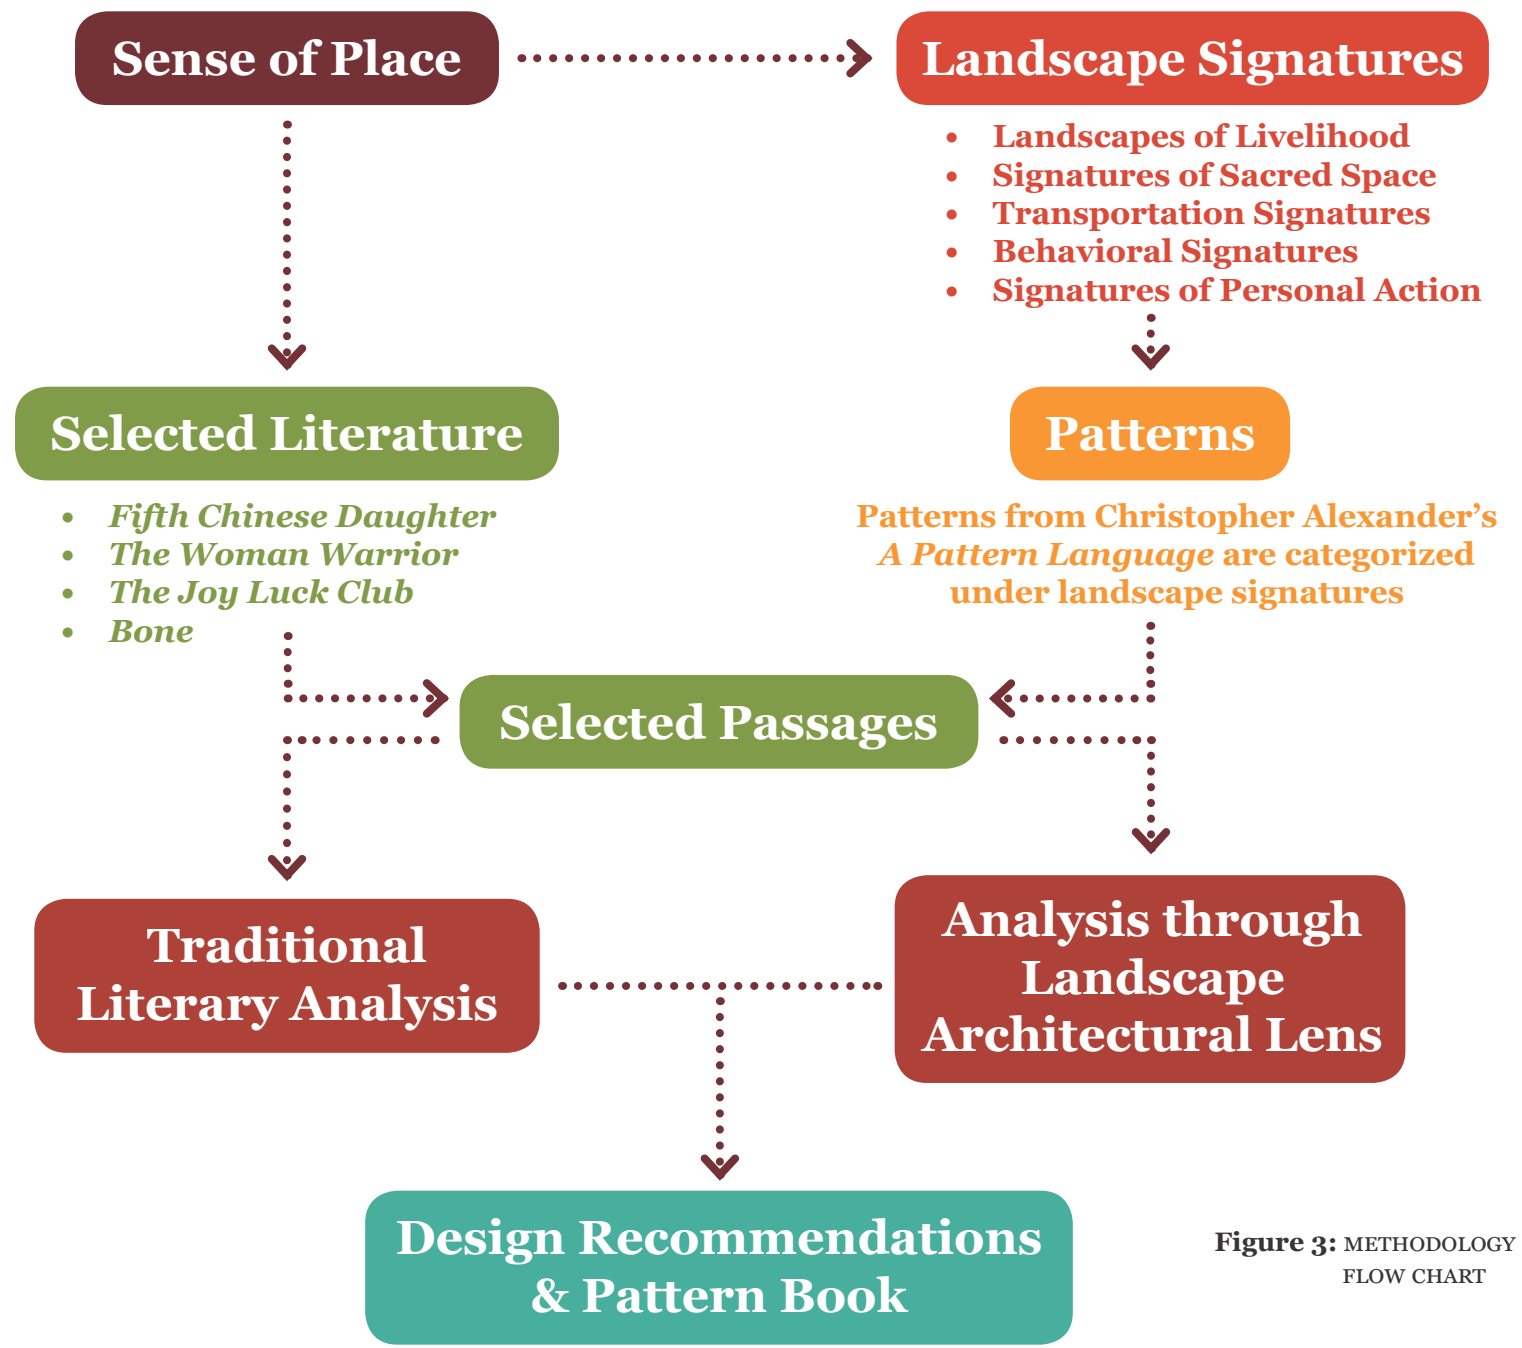 Sense of Place
Landscape Signatures
• Landscapes of Livelihood
• Signatures of Sacred Space
• Transportation Signatures
• Behavioral Signatures
• Signatures of Personal Action
Selected Literature
• Fifth Chinese Daughter
• The Woman Warrior
• The Joy Luck Club
• Bone
Patterns
Patterns from Christopher Alexander’s
A Pattern Language are categorized
under landscape signatures
Selected Passages
Traditional
Literary Analysis
Analysis through
Landscape
Architectural Lens
Design Recommendations
& Pattern Book
Figure 3: METHODOLOGY
FLOW CHART